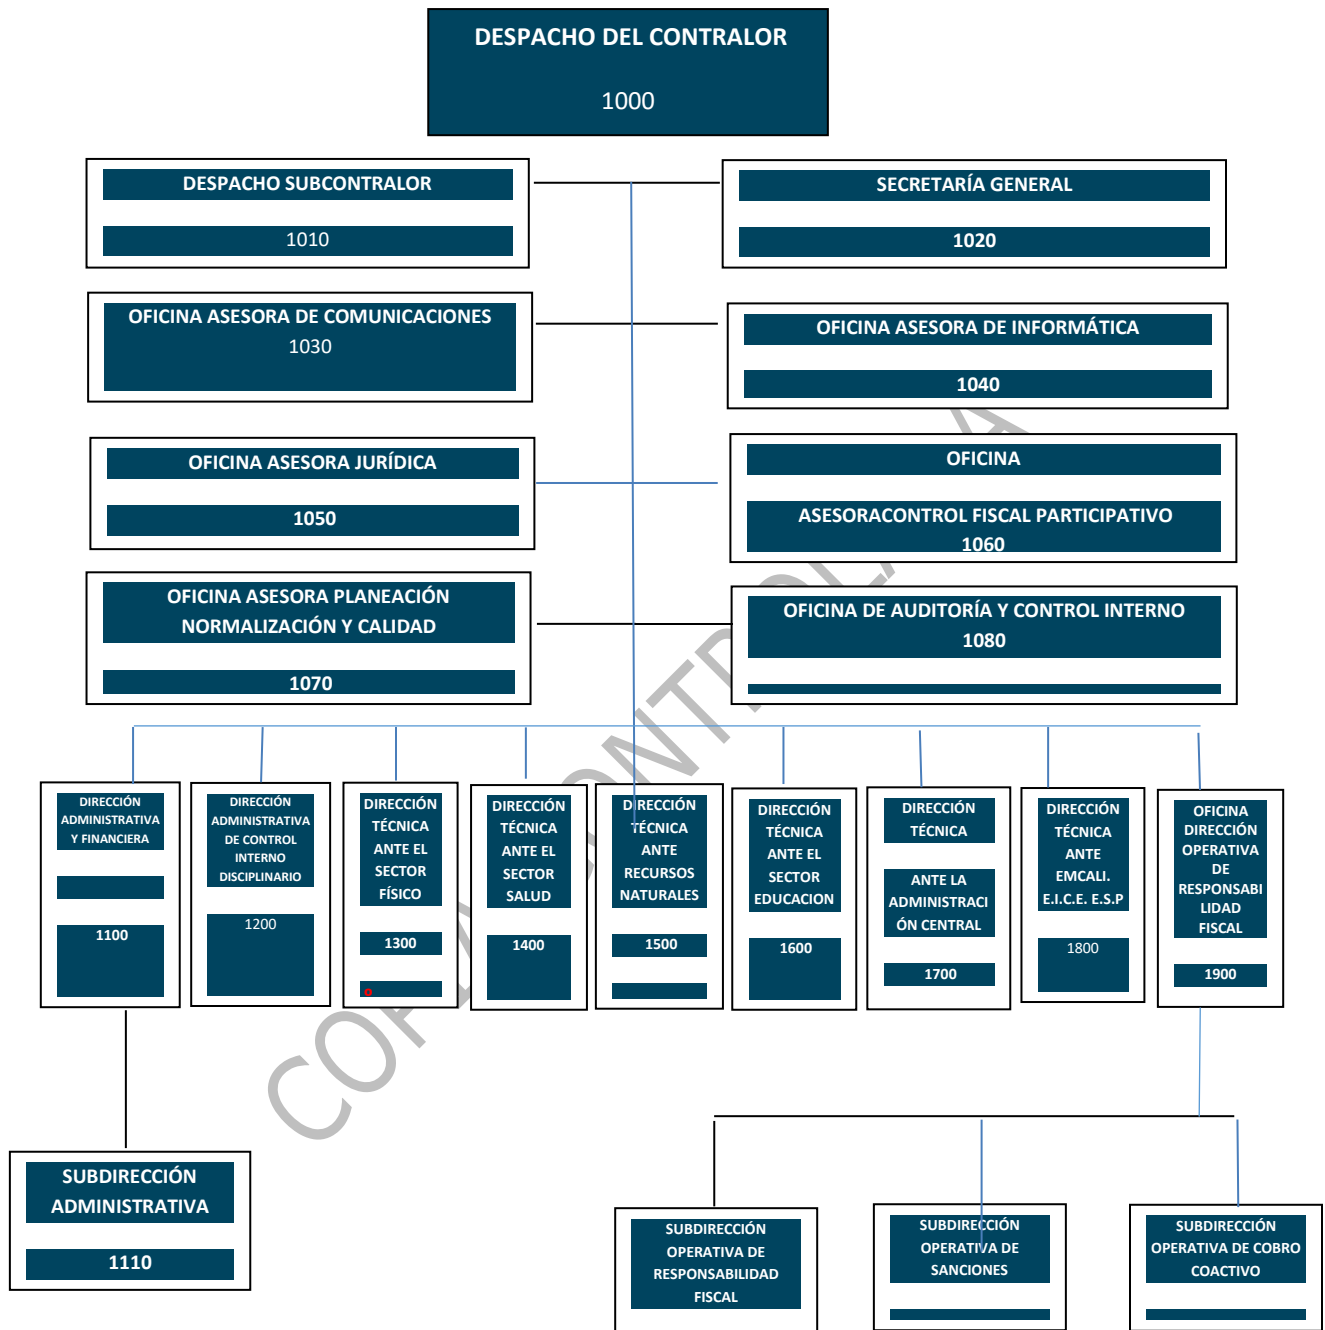 DESPACHO DEL CONTRALOR
1000
DESPACHO SUBCONTRALOR
1010
SECRETARÍA GENERAL
1020
OFICINA ASESORA DE COMUNICACIONES
1030
OFICINA ASESORA DE INFORMÁTICA
1040
OFICINA ASESORA JURÍDICA
1050
OFICINA
ASESORACONTROL FISCAL PARTICIPATIVO
1060
OFICINA ASESORA PLANEACIÓN
NORMALIZACIÓN Y CALIDAD
1070
OFICINA DE AUDITORÍA Y CONTROL INTERNO
1080
DIRECCIÓN
ADMINISTRATIVA
Y FINANCIERA
1100
DIRECCIÓN
ADMINISTRATIVA
DE CONTROL
INTERNO
DISCIPLINARIO
1200
DIRECCIÓN
TÉCNICA
ANTE EL
SECTOR
FÍSICO
1300
o
DIRECCIÓN
TÉCNICA
ANTE EL
SECTOR
SALUD
1400
DIRECCIÓN
TÉCNICA
ANTE
RECURSOS
NATURALES
1500
DIRECCIÓN
TÉCNICA
ANTE EL
SECTOR
EDUCACION
1600
DIRECCIÓN
TÉCNICA
ANTE LA
ADMINISTRACI
ÓN CENTRAL
1700
DIRECCIÓN
TÉCNICA
ANTE
EMCALI.
E.I.C.E. E.S.P
1800
OFICINA
DIRECCIÓN
OPERATIVA
DE
RESPONSABI
LIDAD
FISCAL
1900
SUBDIRECCIÓN
ADMINISTRATIVA
1110
SUBDIRECCIÓN
OPERATIVA DE
RESPONSABILIDAD
FISCAL
SUBDIRECCIÓN
OPERATIVA DE
SANCIONES
SUBDIRECCIÓN
OPERATIVA DE COBRO
COACTIVO